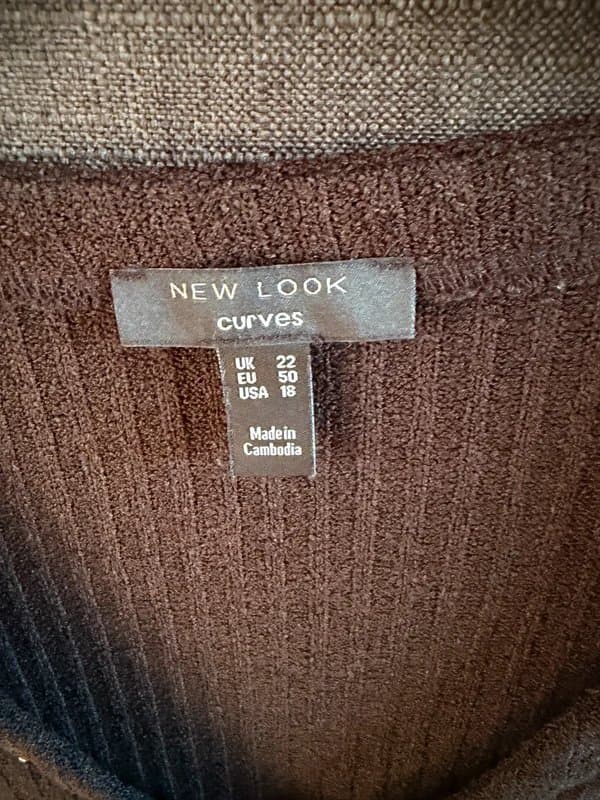 NEW LOOK
curves
UK 22
EU 50
USA 18
Made in
Cambodia